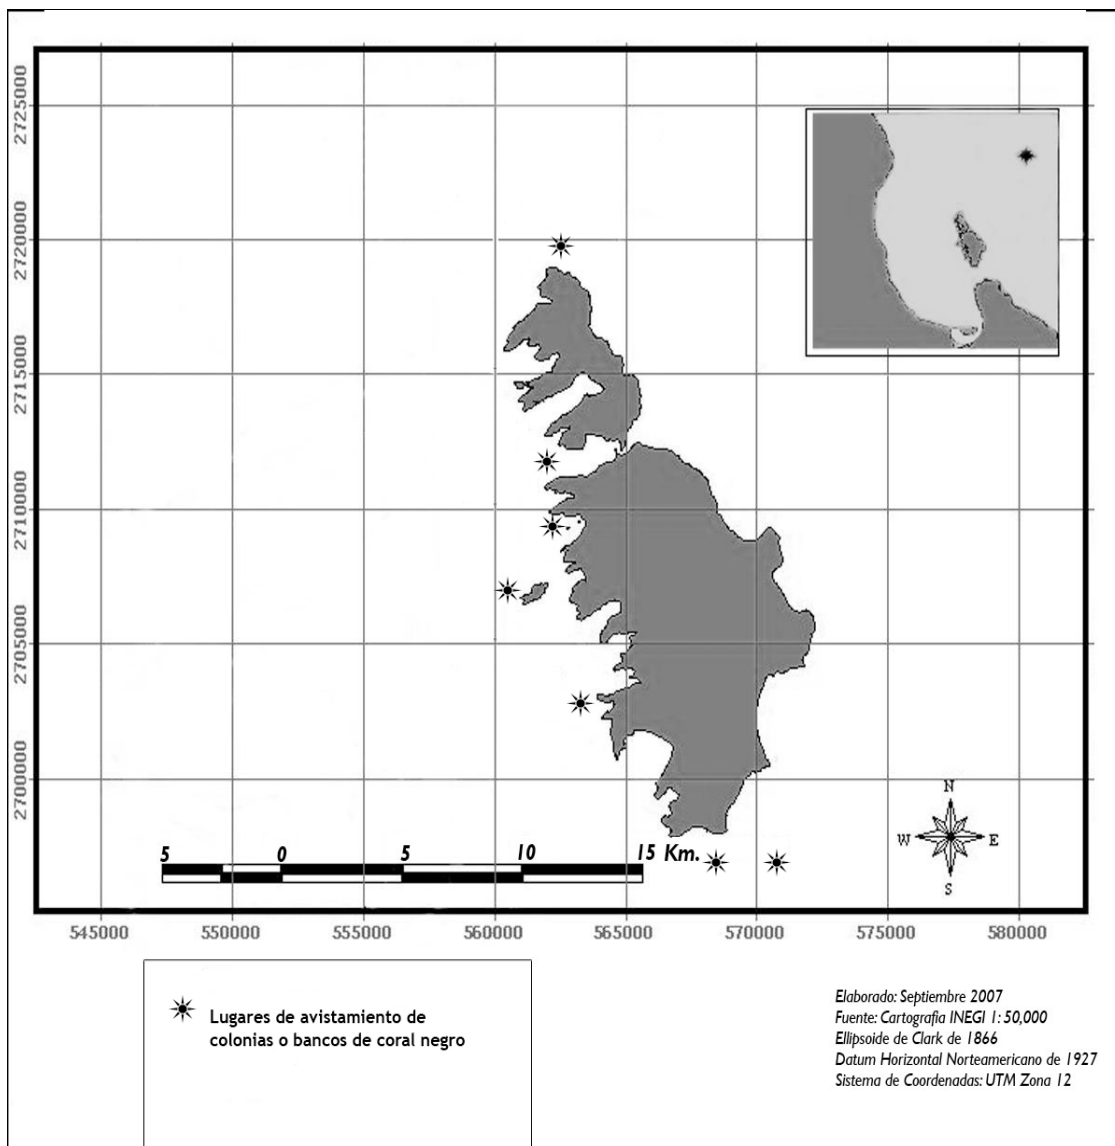 2725000
2720000
2715000
2710000
2705000
2700000
N
W E
S
5 0 5 10 15 Km.
545000 550000 555000 560000 565000 570000 575000 580000
Lugares de avistamiento de
colonias o bancos de coral negro
Elaborado: Septiembre 2007
Fuente: Cartografía INEGI 1: 50,000
Ellipsoide de Clark de 1866
Datum Horizontal Norteamericano de 1927
Sistema de Coordenadas: UTM Zona 12